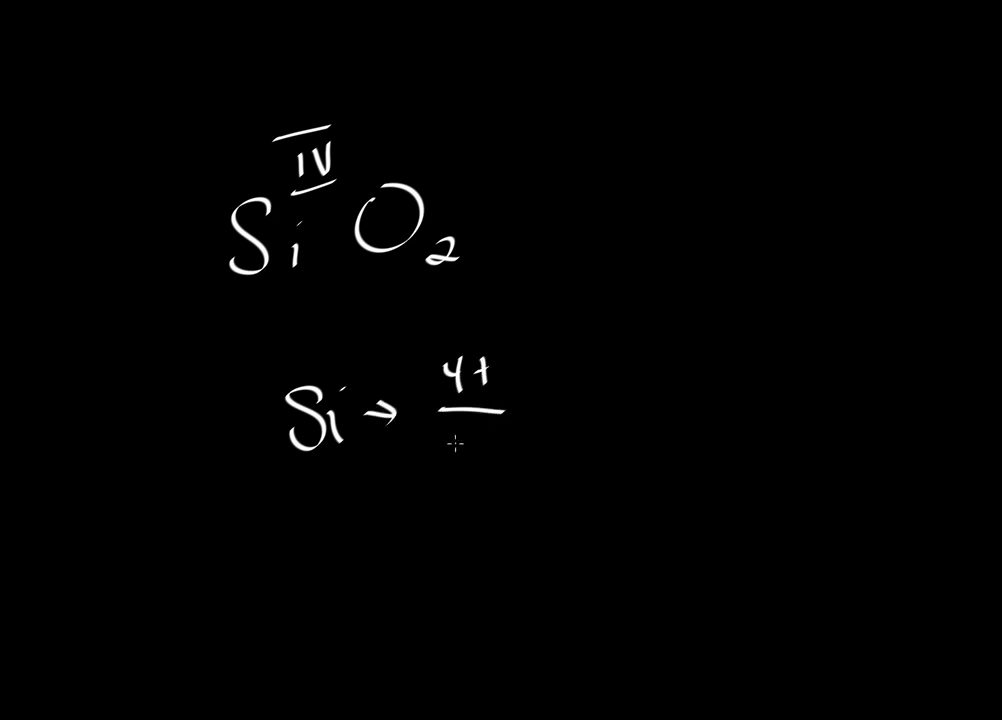 IV
SiO₂
Si → 4+